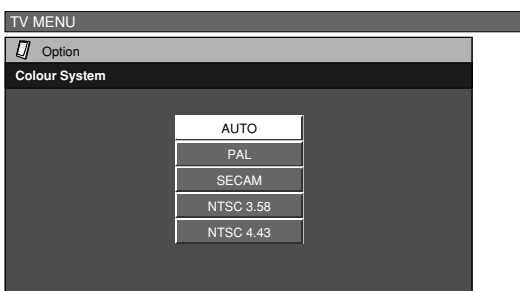 TV MENU
Option
Colour System
AUTO
PAL
SECAM
NTSC 3.58
NTSC 4.43